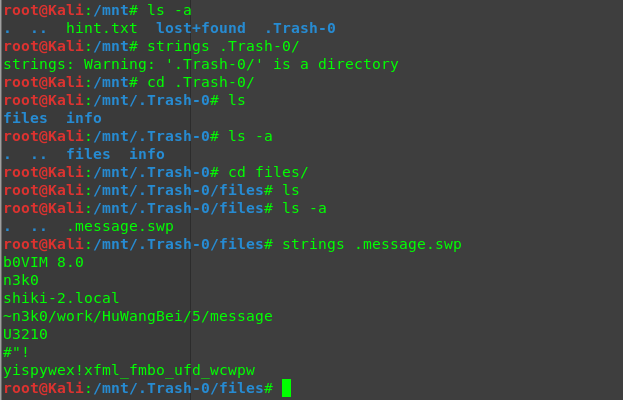 root@Kali:/mnt# ls -a
.  ..  hint.txt  lost+found  .Trash-0
root@Kali:/mnt# strings .Trash-0/
strings: Warning: '.Trash-0/' is a directory
root@Kali:/mnt# cd .Trash-0/
root@Kali:/mnt/.Trash-0# ls
files  info
root@Kali:/mnt/.Trash-0# ls -a
.  ..  files  info
root@Kali:/mnt/.Trash-0# cd files/
root@Kali:/mnt/.Trash-0/files# ls
root@Kali:/mnt/.Trash-0/files# ls -a
.  ..  .message.swp
root@Kali:/mnt/.Trash-0/files# strings .message.swp
b0VIM 8.0
n3k0
shiki-2.local
~n3k0/work/HuWangBei/5/message
U3210
#"!
yispywex!xfml_fmbo_ufd_wcwpw
root@Kali:/mnt/.Trash-0/files#